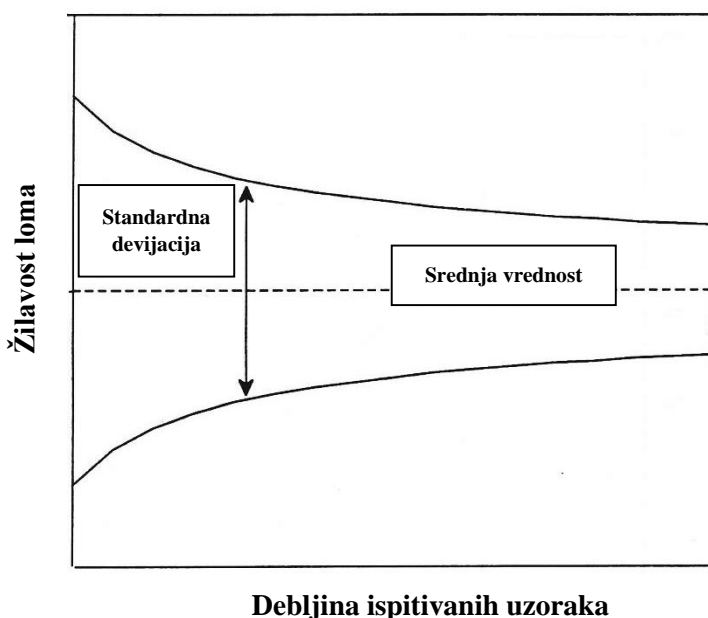 Žilavost loma
Standardna
devijacija
Srednja vrednost
Debljina ispitivanih uzoraka